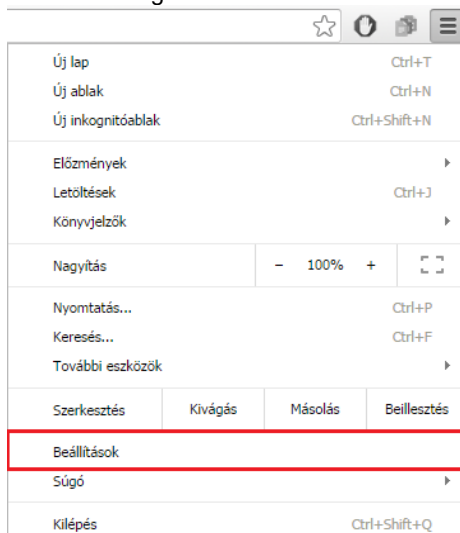 Új lap Ctrl+T
Új ablak Ctrl+N
Új inkognitóablak Ctrl+Shift+N
Előzmények
Letöltések Ctrl+J
Könyvjelzők
Nagyítás - 100% +
Nyomtatás... Ctrl+P
Keresés... Ctrl+F
További eszközök
Szerkesztés Kivágás Másolás Beillesztés
Beállítások
Súgó
Kilépés Ctrl+Shift+Q